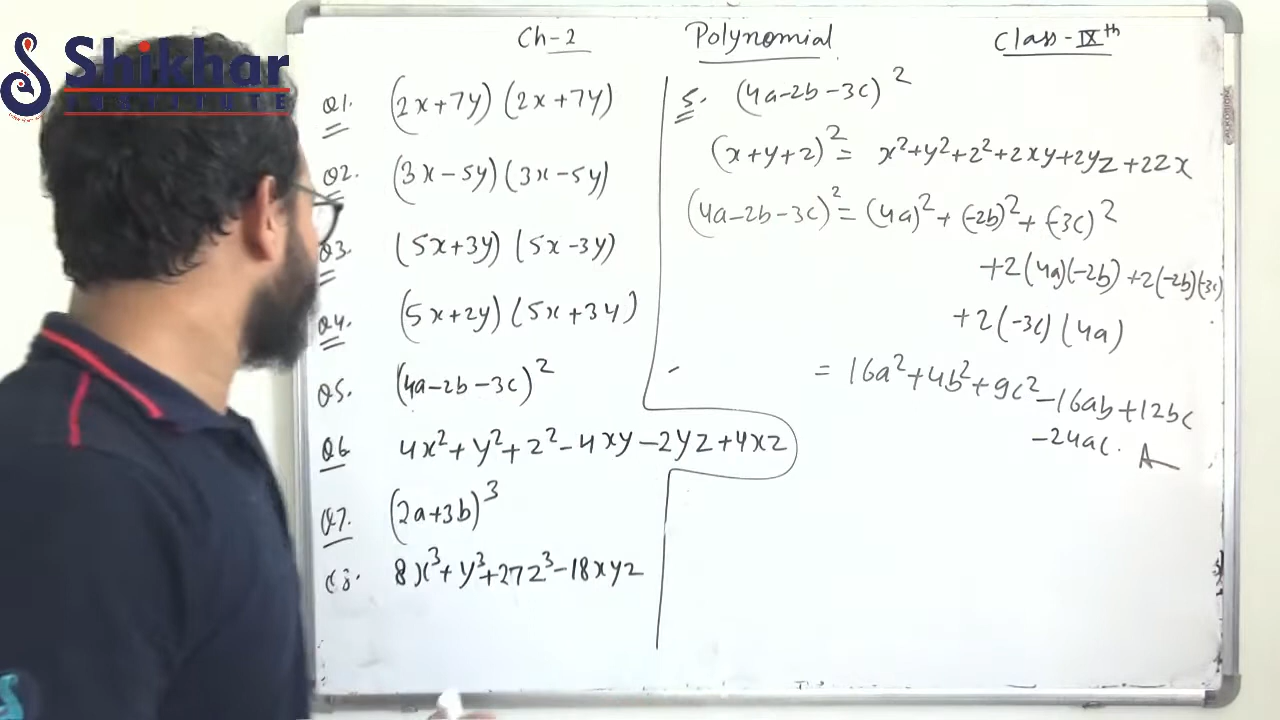 Shikhar
INSTITUTE
Ch-2 Polynomial Class-IXth
Q1. (2x+7y) (2x+7y)
Q2. (3x-5y) (3x-5y)
Q3. (5x+3y) (5x-3y)
Q4. (5x+2y) (5x+3y)
Q5. (4a-2b-3c)²
Q6 4x²+y²+z²-4xy-2yz+4xz
Q7. (2a+3b)³
Q8. 8x³+y³+27z³-18xyz
5. (4a-2b-3c)²
(x+y+z)² = x²+y²+z²+2xy+2yz+2zx
(4a-2b-3c)² = (4a)²+(-2b)²+(-3c)²
+2(4a)(-2b)+2(-2b)(-3c)
+2(-3c)(4a)
= 16a²+4b²+9c²-16ab+12bc
-24ac. A